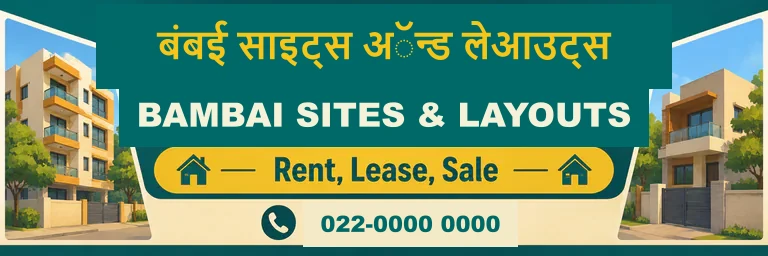 बंबई साइट्स अॅन्ड लेआउट्स
BAMBAI SITES & LAYOUTS
Rent, Lease, Sale
022-0000 0000